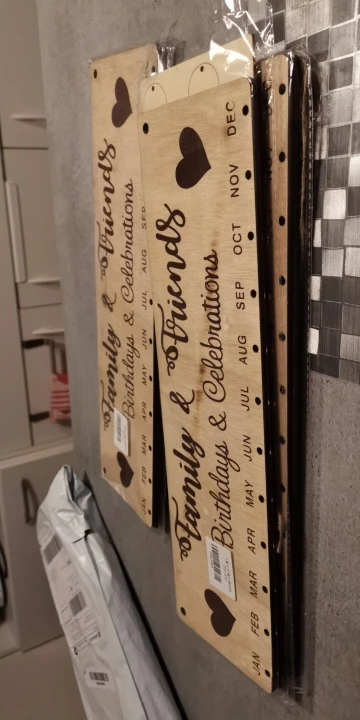 Family & Friends
Birthdays & Celebrations
JAN FEB MAR APR MAY JUN JUL AUG SEP
Family & Friends
Birthdays & Celebrations
JAN FEB MAR APR MAY JUN JUL AUG SEP OCT NOV DEC